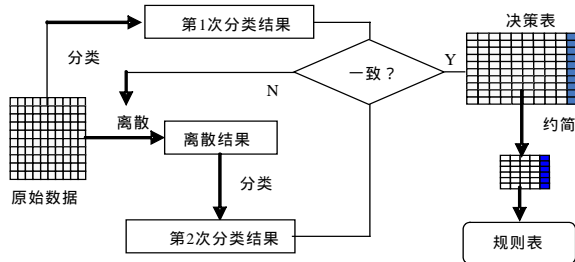 第1次分类结果
决策表
分类
Y
一致？
N
离散
约简
离散结果
分类
原始数据
第2次分类结果
规则表